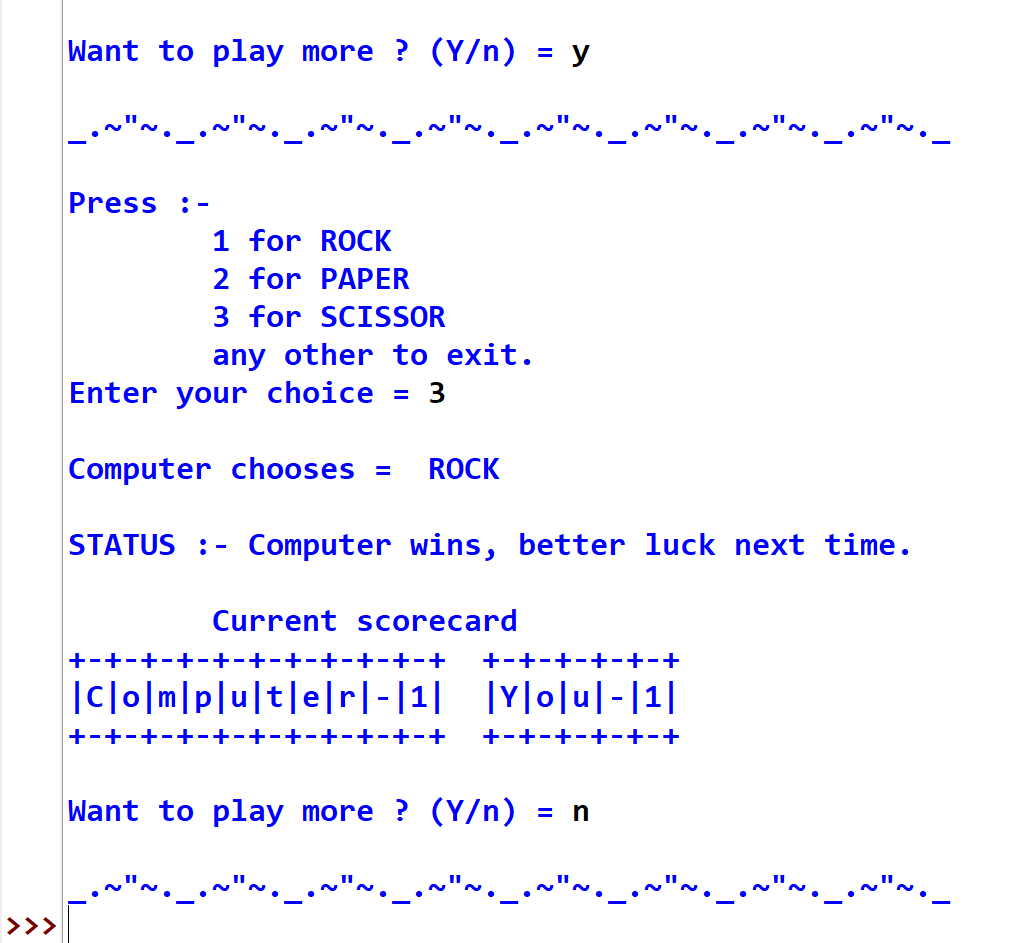 Want to play more ? (Y/n) = y
_.~"~._.~"~._.~"~._.~"~._.~"~._.~"~._.~"~._.~"~._
Press :-
1 for ROCK
2 for PAPER
3 for SCISSOR
any other to exit.
Enter your choice = 3
Computer chooses =  ROCK
STATUS :- Computer wins, better luck next time.
Current scorecard
+-+-+-+-+-+-+-+-+-+-+  +-+-+-+-+-+
|C|o|m|p|u|t|e|r|-|1|  |Y|o|u|-|1|
+-+-+-+-+-+-+-+-+-+-+  +-+-+-+-+-+
Want to play more ? (Y/n) = n
_.~"~._.~"~._.~"~._.~"~._.~"~._.~"~._.~"~._.~"~._
>>>